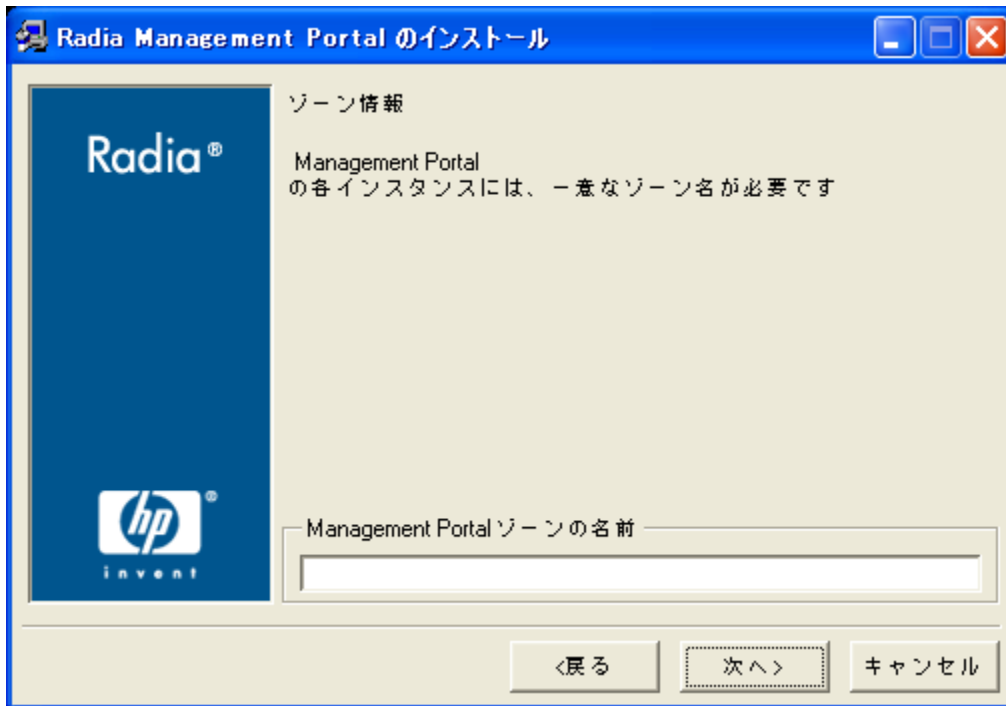 Radia Management Portal のインストール
Radia®
ゾーン情報
Management Portal
の各インスタンスには、一意なゾーン名が必要です
hp®
invent
Management Portal ゾーンの名前
<戻る
次へ>
キャンセル